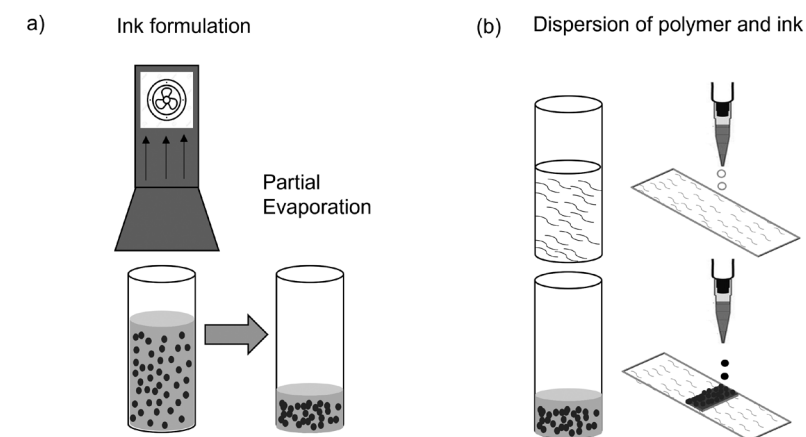 a)
Ink formulation
Partial
Evaporation
(b)
Dispersion of polymer and ink